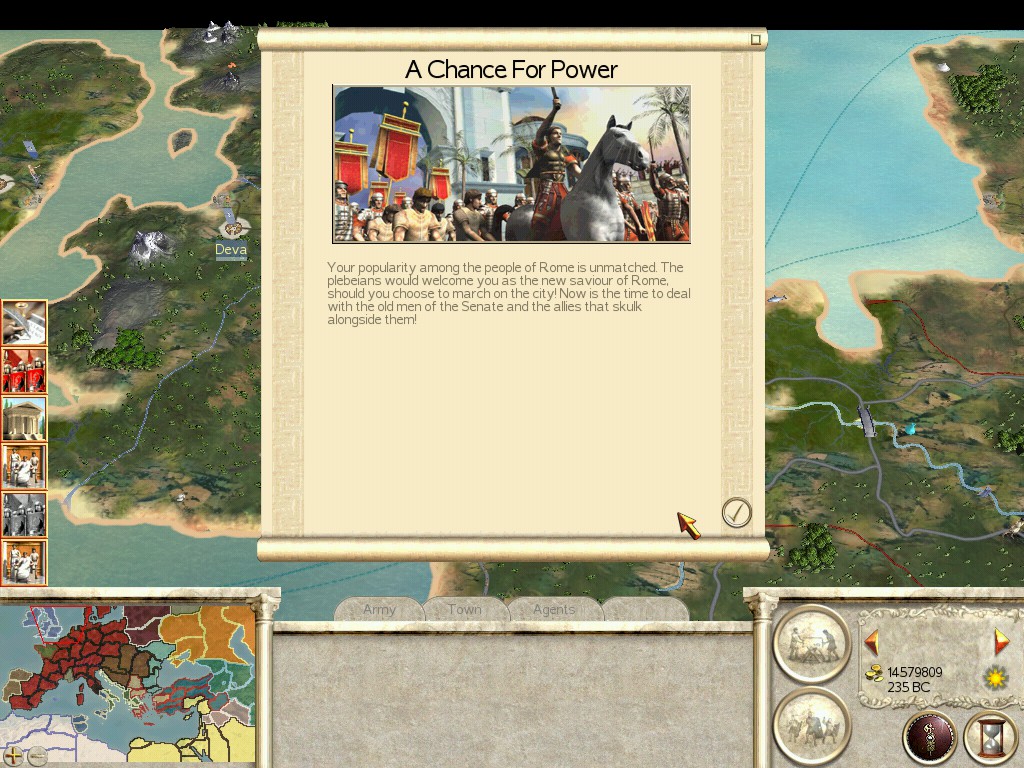 A Chance For Power
Your popularity among the people of Rome is unmatched. The
plebeians would welcome you as the new saviour of Rome,
should you choose to march on the city! Now is the time to deal
with the old men of the Senate and the allies that skulk
alongside them!
Deva
Army
Town
Agents
14579809
235 BC